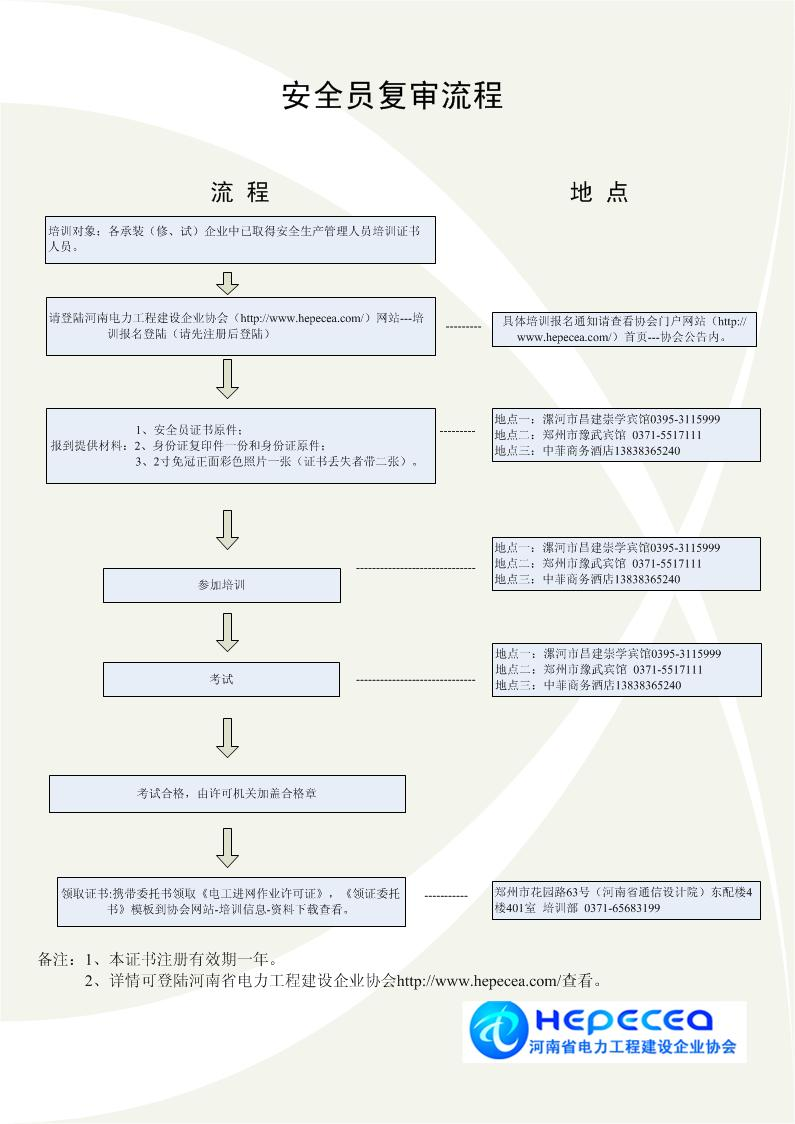 安全员复审流程
流 程
地 点
培训对象：各承装（修、试）企业中已取得安全生产管理人员培训证书
人员。
请登陆河南电力工程建设企业协会（http://www.hepecea.com/）网站---培
训报名登陆（请先注册后登陆）
具体培训报名通知请查看协会门户网站（http://
www.hepecea.com/）首页---协会公告内。
1、安全员证书原件；
报到提供材料：2、身份证复印件一份和身份证原件；
3、2寸免冠正面彩色照片一张（证书丢失者带二张）。
地点一：漯河市昌建崇学宾馆0395-3115999
地点二：郑州市豫武宾馆 0371-5517111
地点三：中菲商务酒店13838365240
参加培训
地点一：漯河市昌建崇学宾馆0395-3115999
地点二：郑州市豫武宾馆 0371-5517111
地点三：中菲商务酒店13838365240
考试
地点一：漯河市昌建崇学宾馆0395-3115999
地点二：郑州市豫武宾馆 0371-5517111
地点三：中菲商务酒店13838365240
考试合格，由许可机关加盖合格章
领取证书:携带委托书领取《电工进网作业许可证》，《领证委托
书》模板到协会网站-培训信息-资料下载查看。
郑州市花园路63号（河南省通信设计院）东配楼4
楼401室 培训部 0371-65683199
备注：1、本证书注册有效期一年。
2、详情可登陆河南省电力工程建设企业协会http://www.hepecea.com/查看。
HEPECEA
河南省电力工程建设企业协会